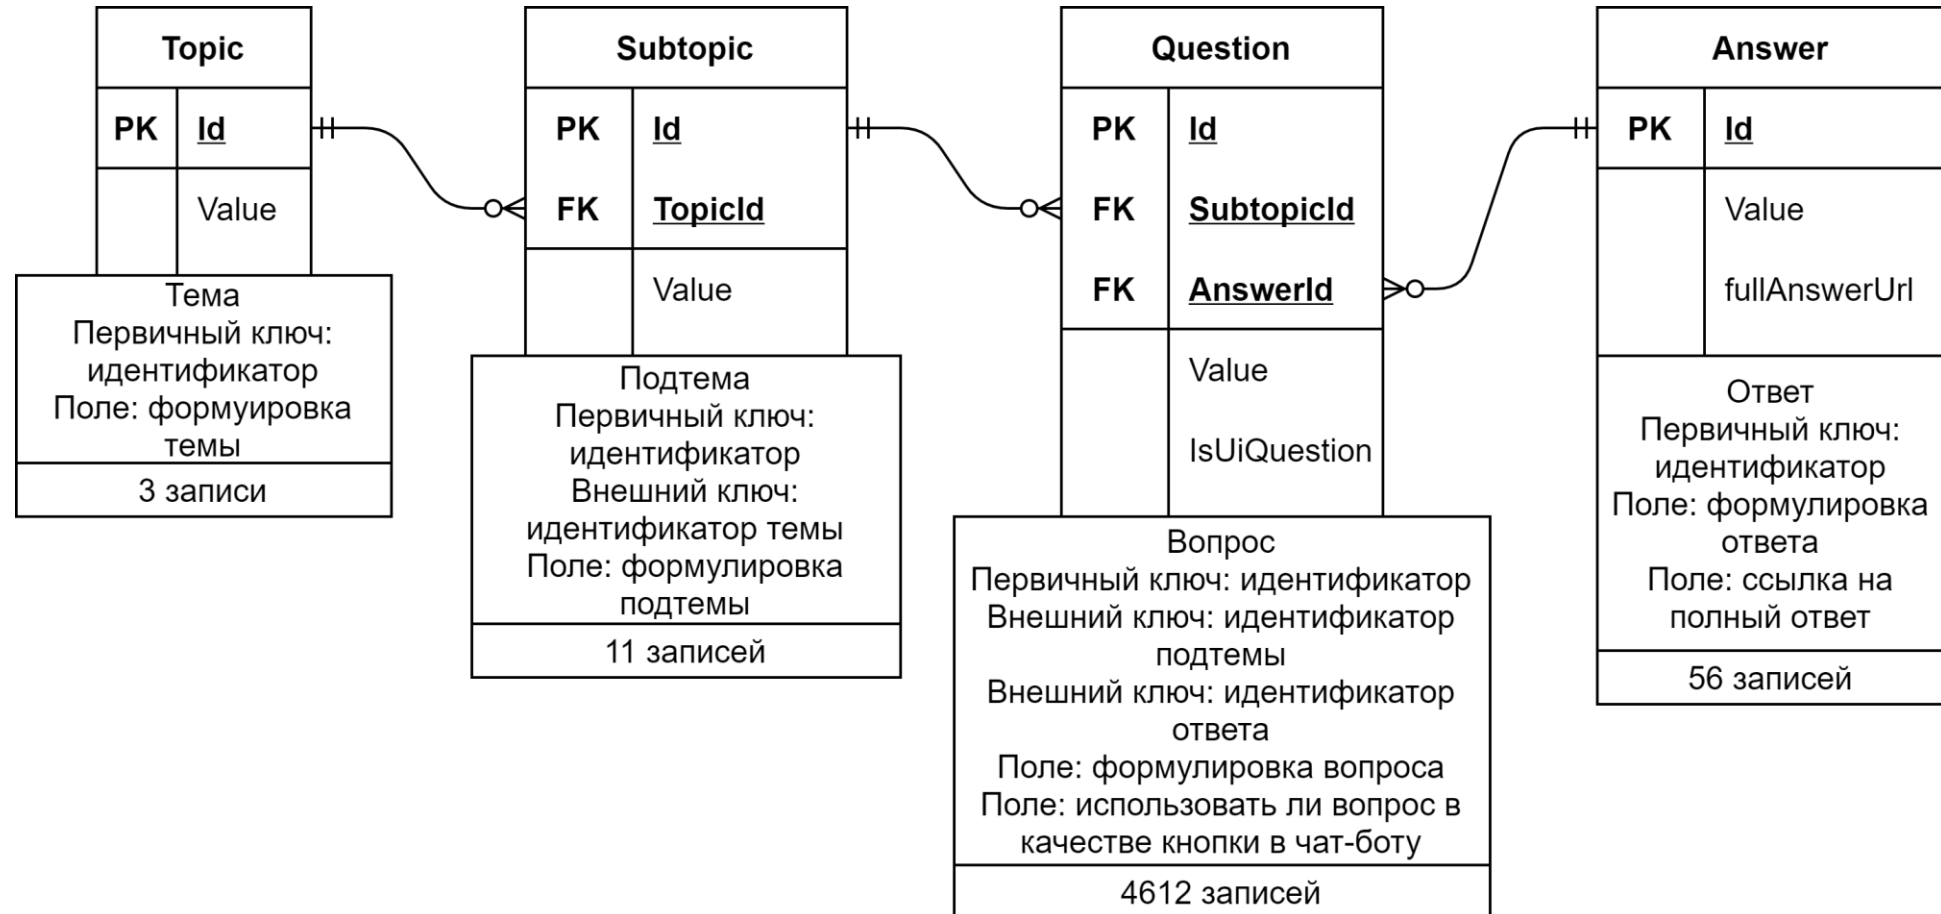 Topic
PK Id
Value
Тема
Первичный ключ:
идентификатор
Поле: формуировка
темы
3 записи
Subtopic
PK Id
FK TopicId
Value
Подтема
Первичный ключ:
идентификатор
Внешний ключ:
идентификатор темы
Поле: формулировка
подтемы
11 записей
Question
PK Id
FK SubtopicId
FK AnswerId
Value
IsUiQuestion
Вопрос
Первичный ключ: идентификатор
Внешний ключ: идентификатор
подтемы
Внешний ключ: идентификатор
ответа
Поле: формулировка вопроса
Поле: использовать ли вопрос в
качестве кнопки в чат-боту
4612 записей
Answer
PK Id
Value
fullAnswerUrl
Ответ
Первичный ключ:
идентификатор
Поле: формулировка
ответа
Поле: ссылка на
полный ответ
56 записей